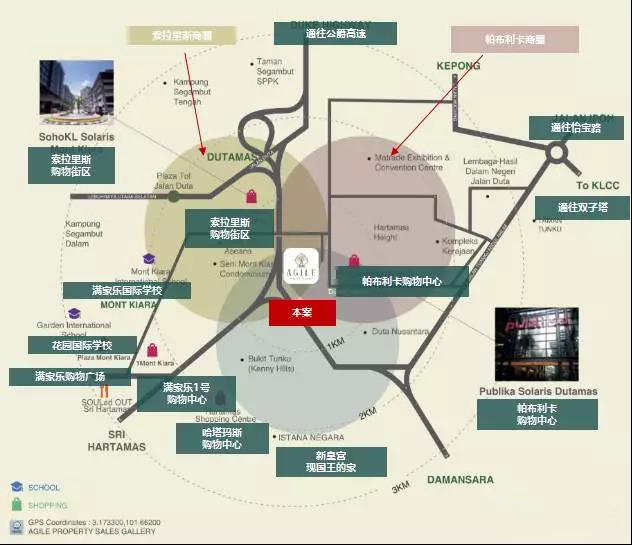 DUKE HIGHWAY
索拉里斯商圈
通往公爵高速
帕布利卡商圈
Taman
Segambut
SPPK
KEPONG
Kampung
Segambut
Tengah
JALAN IPOH
通往怡宝路
SohoKL Solaris
Mont Kiara
索拉里斯
购物街区
DUTAMAS
Matrade Exhibition &
Convention Centre
Lembaga Hasil
Dalam Negeri
Jalan Duta
Plaza Tol
Jalan Duta
To KLCC
通往双子塔
LEBUHRAYA UTARA SELATAN
Kampung
Segambut
Dalam
索拉里斯
购物街区
Hartamas
Height
TAMAN
TUNKU
Kompleks
Kerajaan
Aseana
Seni Mont Kiara
Condominium
AGILE
Mont Kiara
International School
帕布利卡购物中心
满家乐国际学校
MONT KIARA
本案
Garden International
School
花园国际学校
Plaza Mont Kiara
1Mont Kiara
满家乐购物广场
Duta Nusantara
1KM
Bukit Tunku
(Kenny Hills)
PUBLIKA
Publika Solaris Dutamas
帕布利卡
购物中心
SOULed OUT
Sri Hartamas
满家乐1号
购物中心
Hartamas
Shopping Centre
哈塔玛斯
购物中心
SRI
HARTAMAS
2KM
ISTANA NEGARA
新皇宫
现国王的家
DAMANSARA
3KM
SCHOOL
SHOPPING
GPS Coordinates : 3.173300,101.66200
AGILE PROPERTY SALES GALLERY